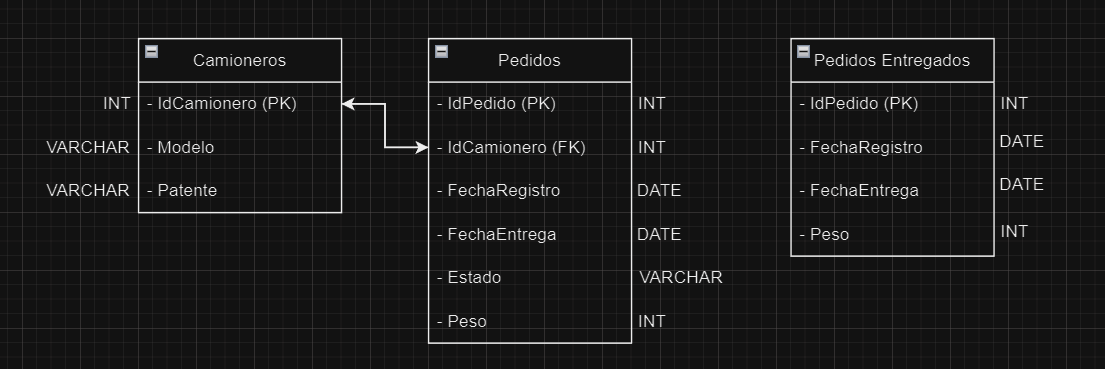 Camioneros
INT - IdCamionero (PK)
VARCHAR - Modelo
VARCHAR - Patente
Pedidos
- IdPedido (PK) INT
- IdCamionero (FK) INT
- FechaRegistro DATE
- FechaEntrega DATE
- Estado VARCHAR
- Peso INT
Pedidos Entregados
- IdPedido (PK) INT
- FechaRegistro DATE
- FechaEntrega DATE
- Peso INT